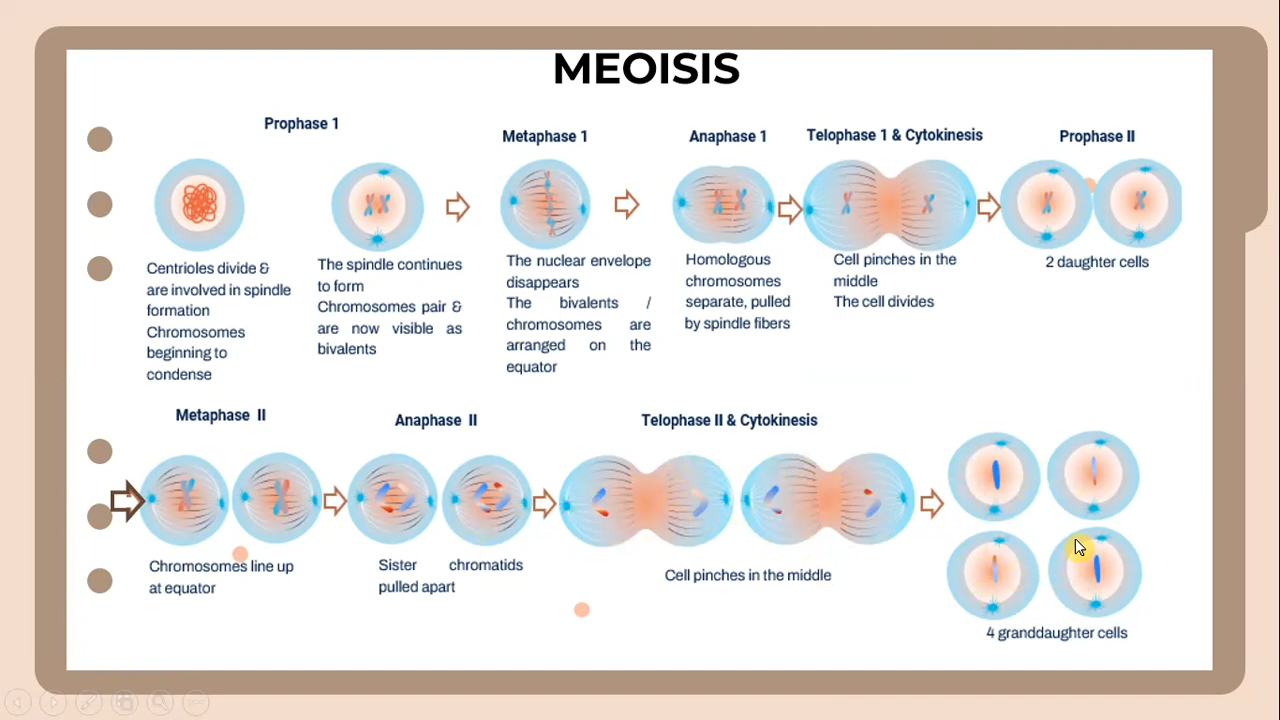 MEOISIS
Prophase 1
Metaphase 1
Anaphase 1
Telophase 1 & Cytokinesis
Prophase II
Centrioles divide &
are involved in spindle
formation
Chromosomes
beginning to
condense
The spindle continues
to form
Chromosomes pair &
are now visible as
bivalents
The nuclear envelope
disappears
The bivalents /
chromosomes are
arranged on the
equator
Homologous
chromosomes
separate, pulled
by spindle fibers
Cell pinches in the
middle
The cell divides
2 daughter cells
Metaphase II
Anaphase II
Telophase II & Cytokinesis
Chromosomes line up
at equator
Sister chromatids
pulled apart
Cell pinches in the middle
4 granddaughter cells